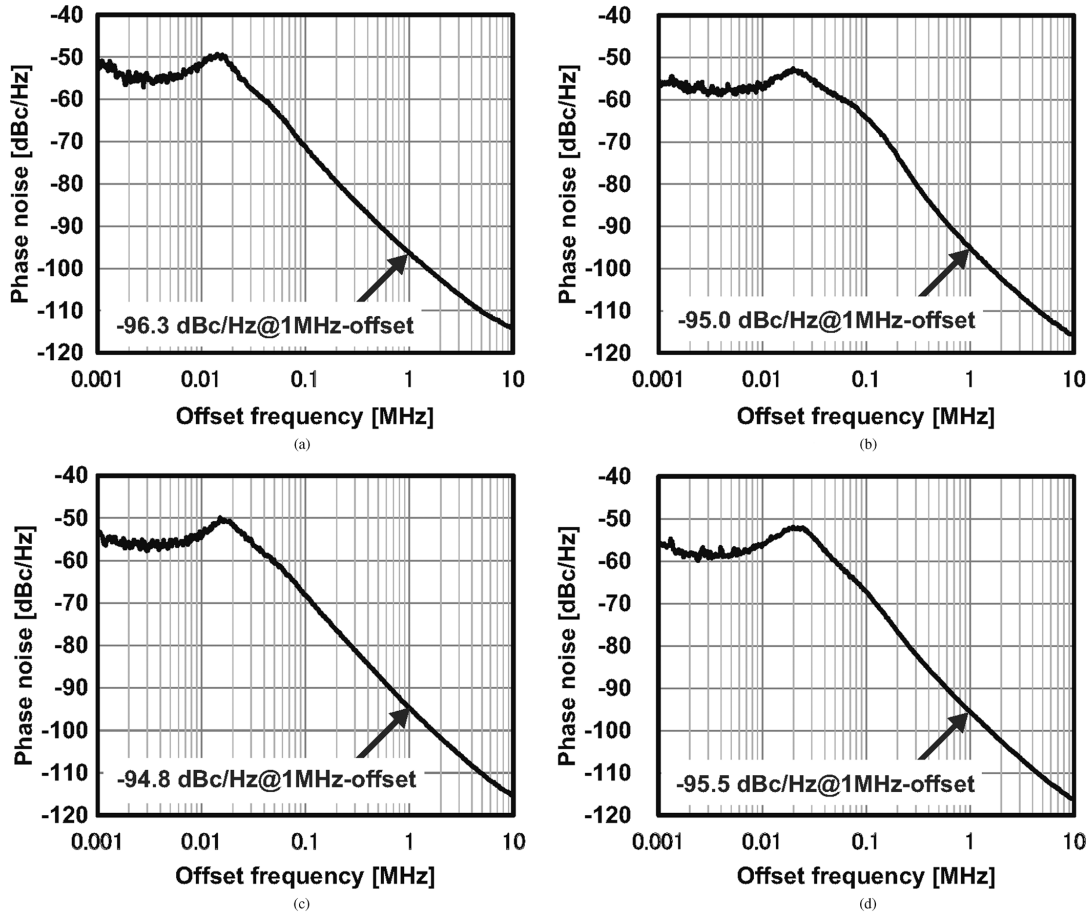 -40
-50
-60
-70
-80
-90
-100
-110
-120
Phase noise [dBc/Hz]
-96.3 dBc/Hz@1MHz-offset
0.001 0.01 0.1 1 10
Offset frequency [MHz]
(a)
-40
-50
-60
-70
-80
-90
-100
-110
-120
Phase noise [dBc/Hz]
-95.0 dBc/Hz@1MHz-offset
0.001 0.01 0.1 1 10
Offset frequency [MHz]
(b)
-40
-50
-60
-70
-80
-90
-100
-110
-120
Phase noise [dBc/Hz]
-94.8 dBc/Hz@1MHz-offset
0.001 0.01 0.1 1 10
Offset frequency [MHz]
(c)
-40
-50
-60
-70
-80
-90
-100
-110
-120
Phase noise [dBc/Hz]
-95.5 dBc/Hz@1MHz-offset
0.001 0.01 0.1 1 10
Offset frequency [MHz]
(d)